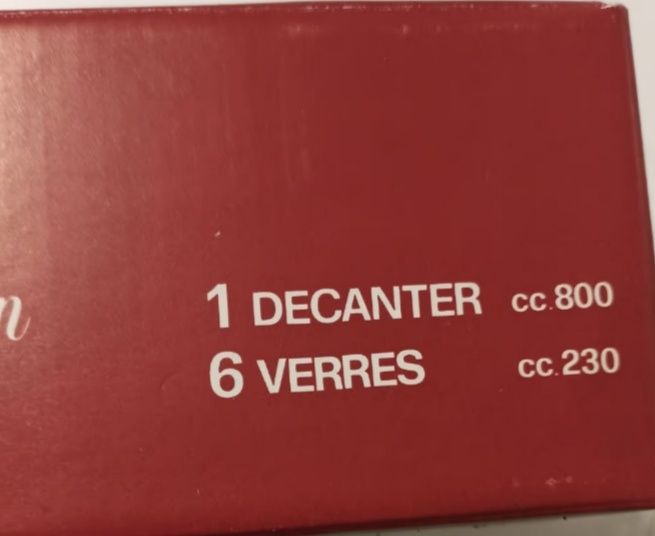 1 DECANTER cc.800
6 VERRES cc.230